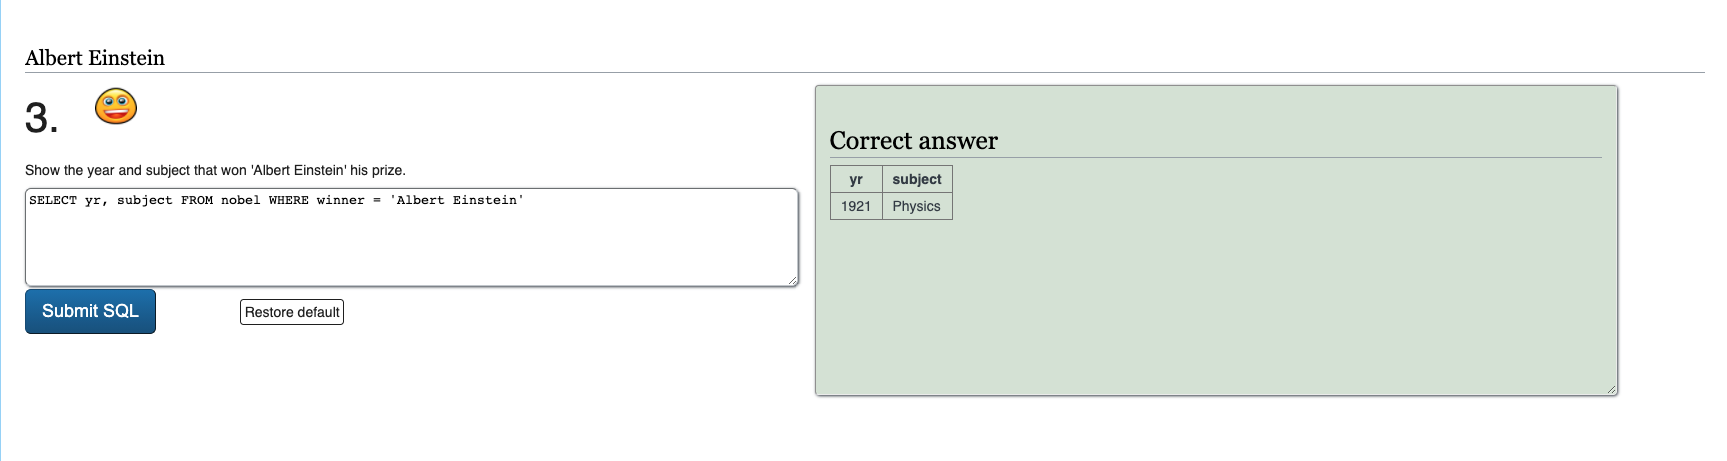 Albert Einstein
3.
Show the year and subject that won 'Albert Einstein' his prize.
SELECT yr, subject FROM nobel WHERE winner = 'Albert Einstein'
Submit SQL
Restore default
Correct answer
yr subject
1921 Physics